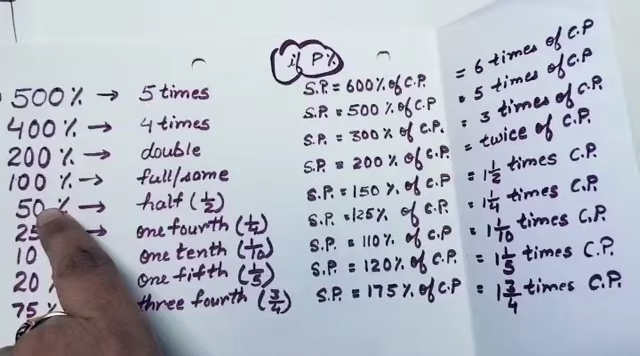 if P%
500% → 5 times S.P. = 600% of C.P. = 6 times of C.P
400% → 4 times S.P. = 500% of C.P = 5 times of C.P.
200% → double S.P. = 300% of C.P. = 3 times of C.P.
100% → full/same S.P. = 200% of C.P. = twice of C.P.
50% → half (1/2) S.P. = 150% of C.P. = 1 1/2 times C.P.
25 → one fourth (1/4) S.P. = 125% of C.P. = 1 1/4 times C.P.
10 one tenth (1/10) S.P. = 110% of C.P. = 1 1/10 times C.P.
20% one fifth (1/5) S.P. = 120% of C.P. = 1 1/5 times C.P.
75% three fourth (3/4) S.P. = 175% of C.P = 1 3/4 times C.P.